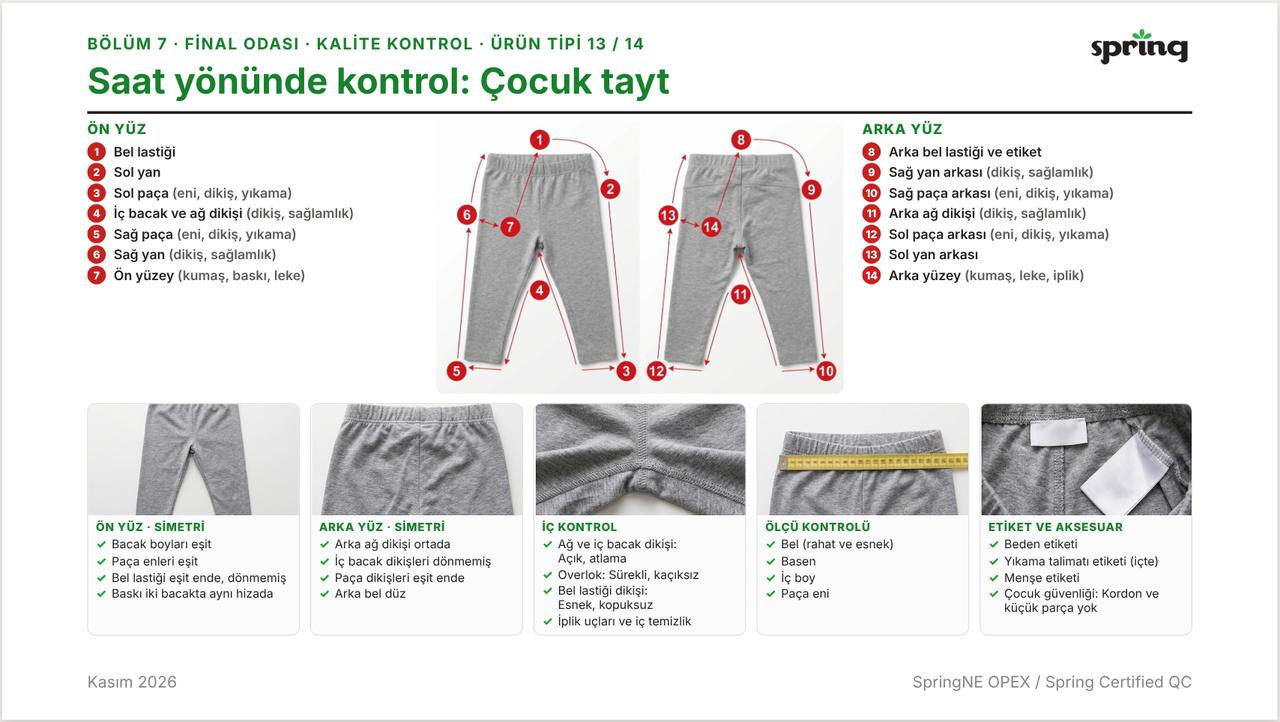 BÖLÜM 7 · FİNAL ODASI · KALİTE KONTROL · ÜRÜN TİPİ 13 / 14
spring
Saat yönünde kontrol: Çocuk tayt
ÖN YÜZ
1 Bel lastiği
2 Sol yan
3 Sol paça (eni, dikiş, yıkama)
4 İç bacak ve ağ dikişi (dikiş, sağlamlık)
5 Sağ paça (eni, dikiş, yıkama)
6 Sağ yan (dikiş, sağlamlık)
7 Ön yüzey (kumaş, baskı, leke)
1
2
6
7
4
5
3
8
9
13
14
11
12
10
ARKA YÜZ
8 Arka bel lastiği ve etiket
9 Sağ yan arkası (dikiş, sağlamlık)
10 Sağ paça arkası (eni, dikiş, yıkama)
11 Arka ağ dikişi (dikiş, sağlamlık)
12 Sol paça arkası (eni, dikiş, yıkama)
13 Sol yan arkası
14 Arka yüzey (kumaş, leke, iplik)
ÖN YÜZ · SİMETRİ
✓ Bacak boyları eşit
✓ Paça enleri eşit
✓ Bel lastiği eşit ende, dönmemiş
✓ Baskı iki bacakta aynı hizada
ARKA YÜZ · SİMETRİ
✓ Arka ağ dikişi ortada
✓ İç bacak dikişleri dönmemiş
✓ Paça dikişleri eşit ende
✓ Arka bel düz
İÇ KONTROL
✓ Ağ ve iç bacak dikişi:
Açık, atlama
✓ Overlok: Sürekli, kaçıksız
✓ Bel lastiği dikişi:
Esnek, kopuksuz
✓ İplik uçları ve iç temizlik
ÖLÇÜ KONTROLÜ
✓ Bel (rahat ve esnek)
✓ Basen
✓ İç boy
✓ Paça eni
ETİKET VE AKSESUAR
✓ Beden etiketi
✓ Yıkama talimatı etiketi (içte)
✓ Menşe etiketi
✓ Çocuk güvenliği: Kordon ve
küçük parça yok
Kasım 2026
SpringNE OPEX / Spring Certified QC